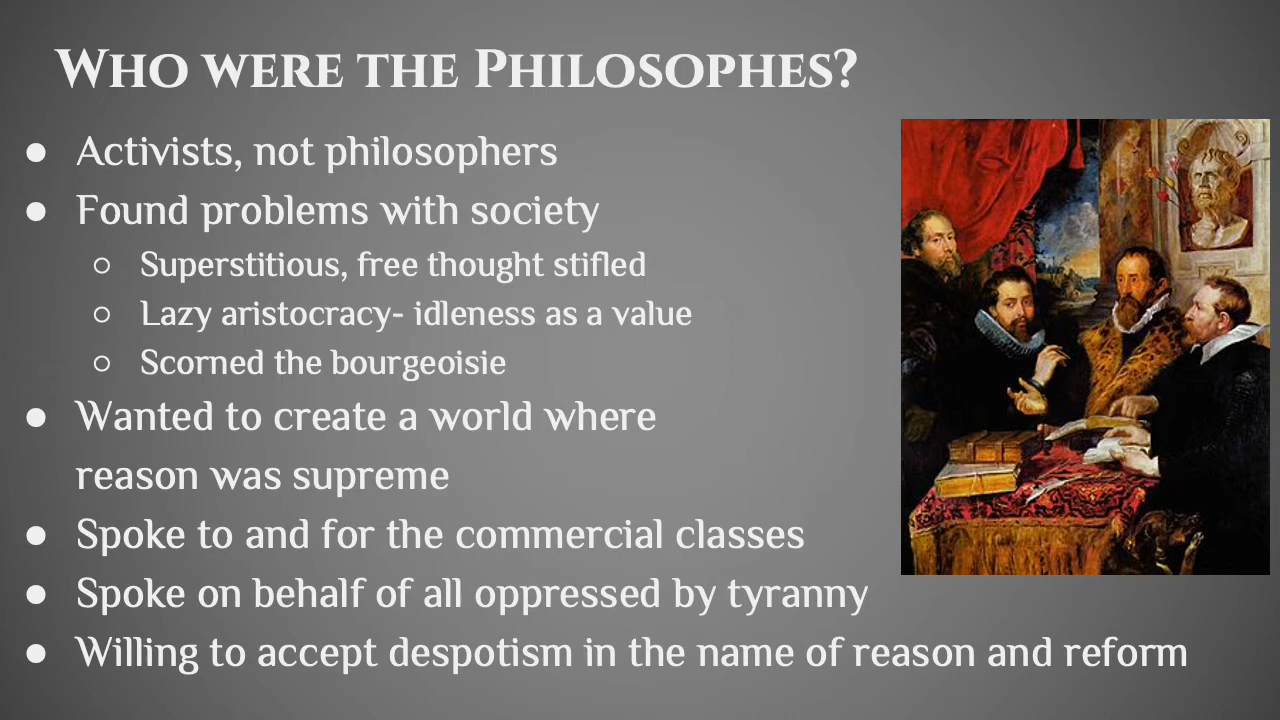 Who were the Philosophes?
● Activists, not philosophers
● Found problems with society
○ Superstitious, free thought stifled
○ Lazy aristocracy- idleness as a value
○ Scorned the bourgeoisie
● Wanted to create a world where
reason was supreme
● Spoke to and for the commercial classes
● Spoke on behalf of all oppressed by tyranny
● Willing to accept despotism in the name of reason and reform